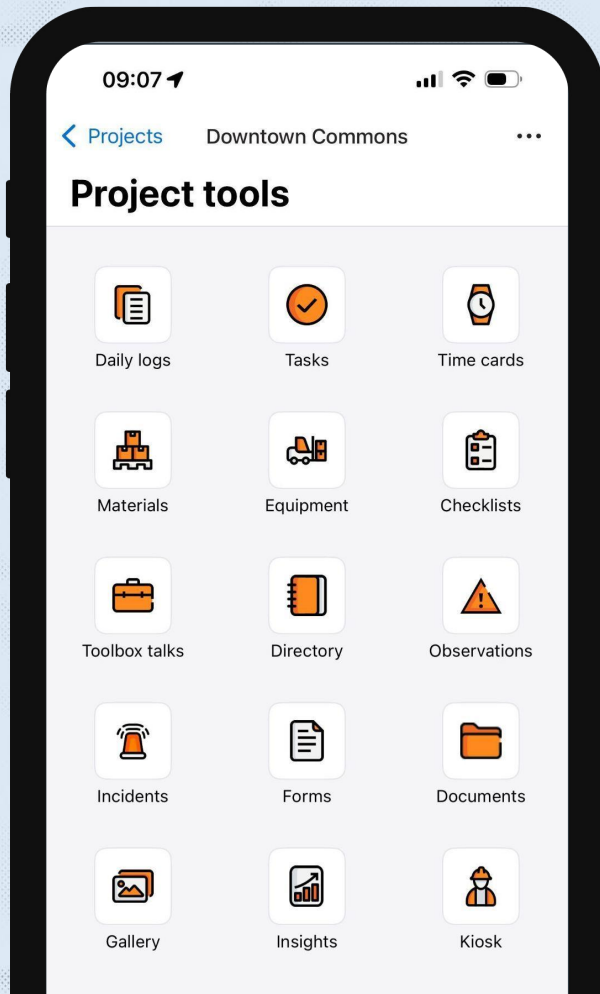 09:07
Projects
Downtown Commons
Project tools
Daily logs
Tasks
Time cards
Materials
Equipment
Checklists
Toolbox talks
Directory
Observations
Incidents
Forms
Documents
Gallery
Insights
Kiosk